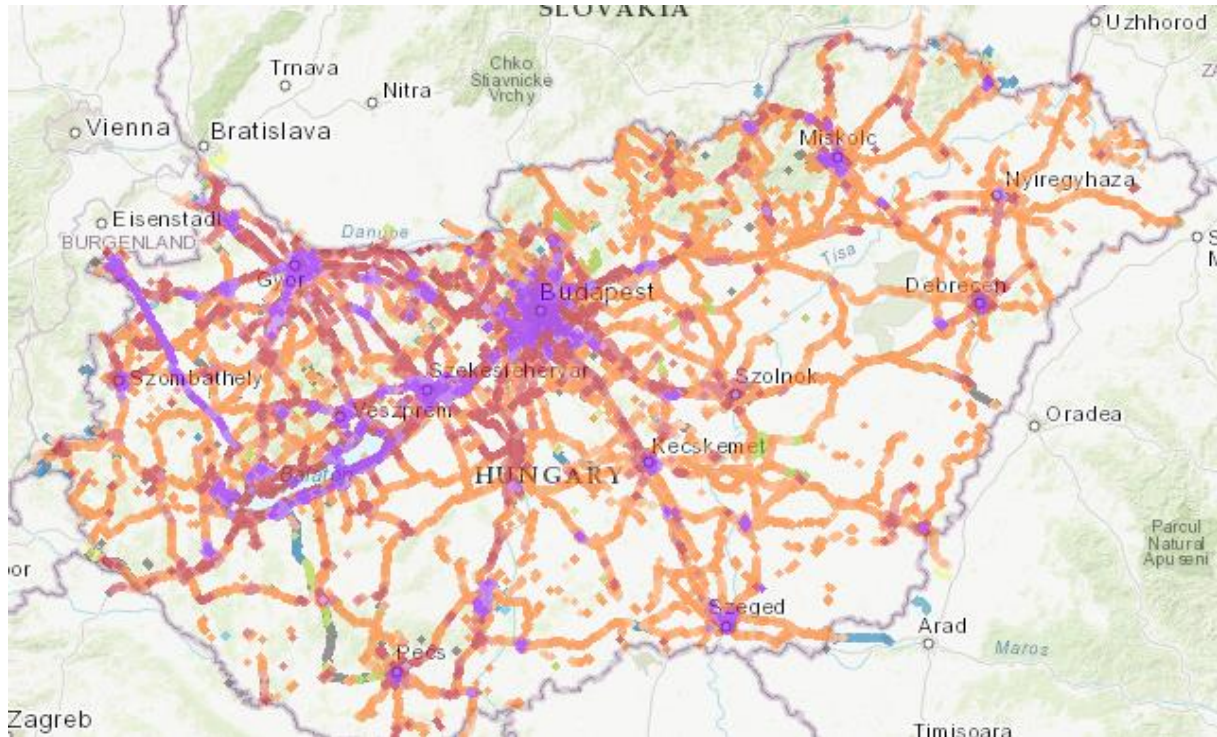 SLOVAKIA
Uzhhorod
Chko
Stiavnicke
Vrchy
Trnava
Nitra
Vienna
Bratislava
Miskolc
Nyiregyhaza
Eisenstadt
BURGENLAND
Danube
Tisa
Gyor
Budapest
Debrecen
Szekesfehervar
Szombathely
Szolnok
Veszprem
Oradea
Kecskemet
Balaton
HUNGARY
Parcul
Natural
Apuseni
Szeged
Arad
Maros
Pecs
Zagreb
Timisoara